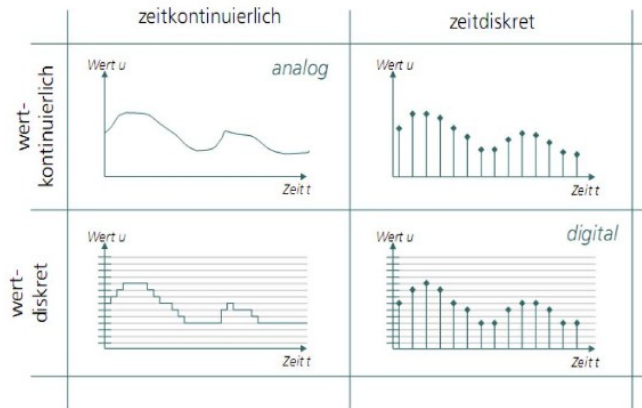 zeitkontinuierlich
zeitdiskret
wert-
kontinuierlich
Wert u
analog
Zeit t
Wert u
Zeit t
wert-
diskret
Wert u
Zeit t
Wert u
digital
Zeit t